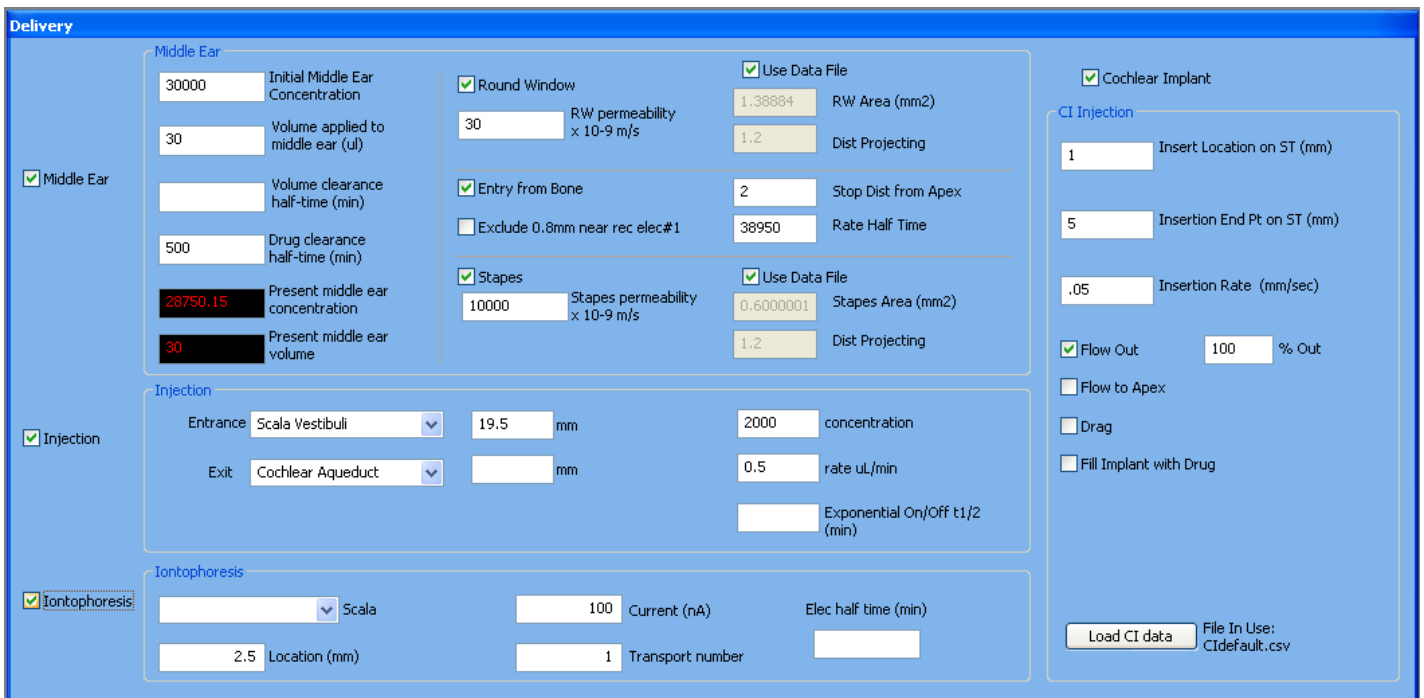 Delivery
Middle Ear
Middle Ear
30000
Initial Middle Ear
Concentration
30
Volume applied to
middle ear (ul)
Volume clearance
half-time (min)
500
Drug clearance
half-time (min)
28750.15
Present middle ear
concentration
30
Present middle ear
volume
Round Window
30
RW permeability
x 10-9 m/s
Use Data File
1.38884
RW Area (mm2)
1.2
Dist Projecting
Entry from Bone
2
Stop Dist from Apex
Exclude 0.8mm near rec elec#1
38950
Rate Half Time
Stapes
10000
Stapes permeability
x 10-9 m/s
Use Data File
0.6000001
Stapes Area (mm2)
1.2
Dist Projecting
Injection
Injection
Entrance
Scala Vestibuli
19.5
mm
2000
concentration
Exit
Cochlear Aqueduct
mm
0.5
rate uL/min
Exponential On/Off t1/2
(min)
Iontophoresis
Iontophoresis
Scala
100
Current (nA)
Elec half time (min)
2.5
Location (mm)
1
Transport number
Cochlear Implant
CI Injection
1
Insert Location on ST (mm)
5
Insertion End Pt on ST (mm)
.05
Insertion Rate (mm/sec)
Flow Out
100
% Out
Flow to Apex
Drag
Fill Implant with Drug
Load CI data
File In Use:
CIdefault.csv